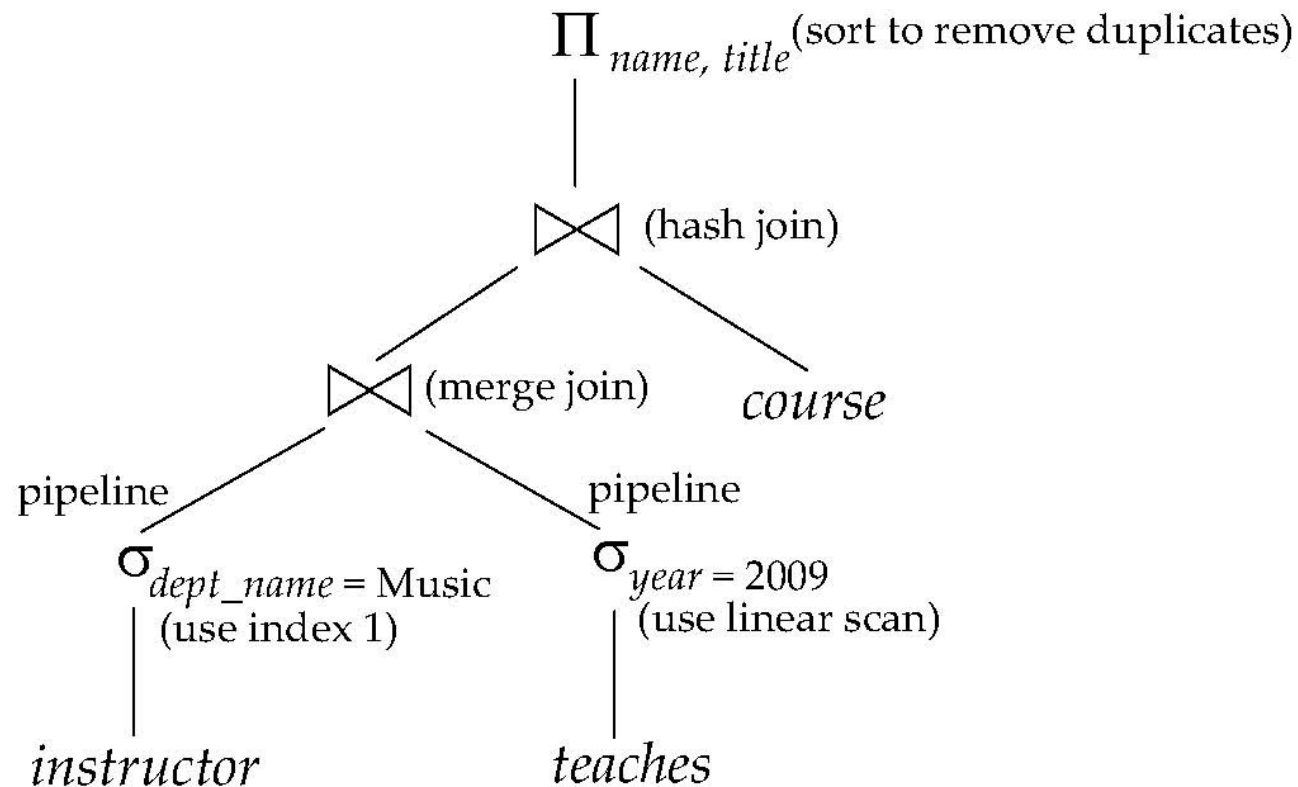 Π name, title (sort to remove duplicates)
(hash join)
(merge join)
course
pipeline
pipeline
σ dept_name = Music
(use index 1)
σ year = 2009
(use linear scan)
instructor
teaches